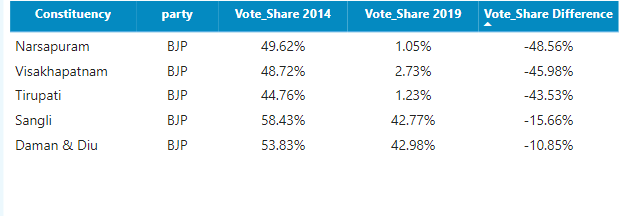 Constituency party Vote_Share 2014 Vote_Share 2019 Vote_Share Difference
Narsapuram BJP 49.62% 1.05% -48.56%
Visakhapatnam BJP 48.72% 2.73% -45.98%
Tirupati BJP 44.76% 1.23% -43.53%
Sangli BJP 58.43% 42.77% -15.66%
Daman & Diu BJP 53.83% 42.98% -10.85%